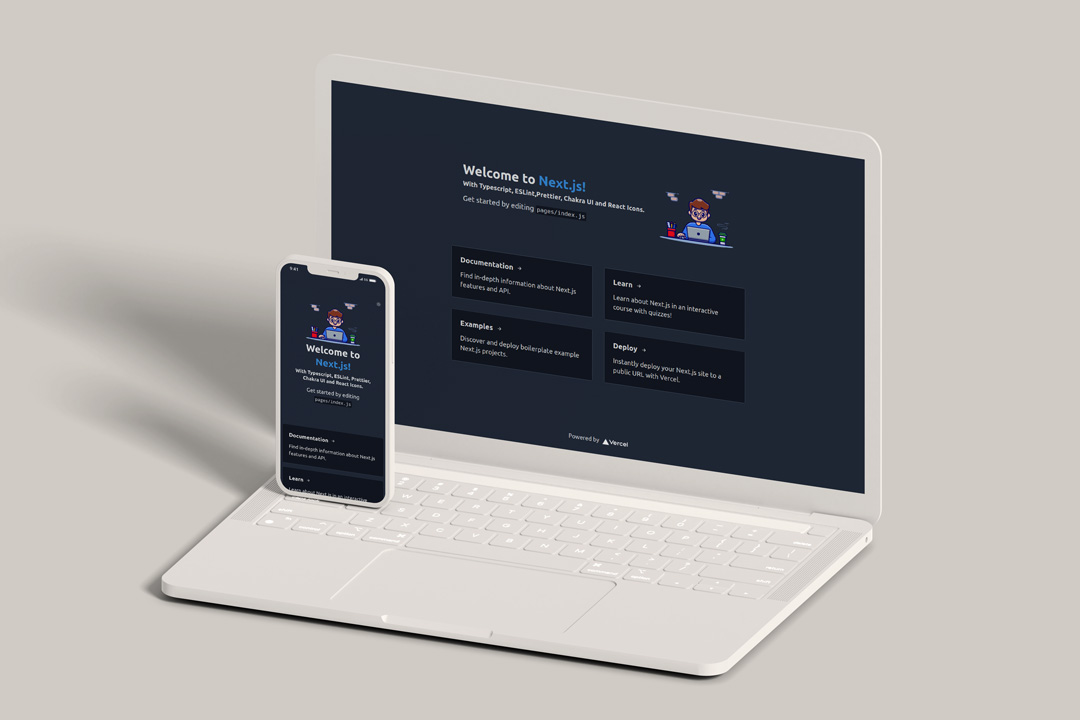 Welcome to Next.js!
With Typescript, ESLint,Prettier, Chakra UI and React Icons.
Get started by editing pages/index.js
Documentation →
Find in-depth information about Next.js
features and API.
Learn →
Learn about Next.js in an interactive
course with quizzes!
Examples →
Discover and deploy boilerplate example
Next.js projects.
Deploy →
Instantly deploy your Next.js site to a
public URL with Vercel.
Powered by Vercel
9:41
Welcome to
Next.js!
With Typescript, ESLint, Prettier,
Chakra UI and React Icons.
Get started by editing
pages/index.js
Documentation →
Find in-depth information about Next.js
features and API.
Learn →
Learn about Next.js in an interactive